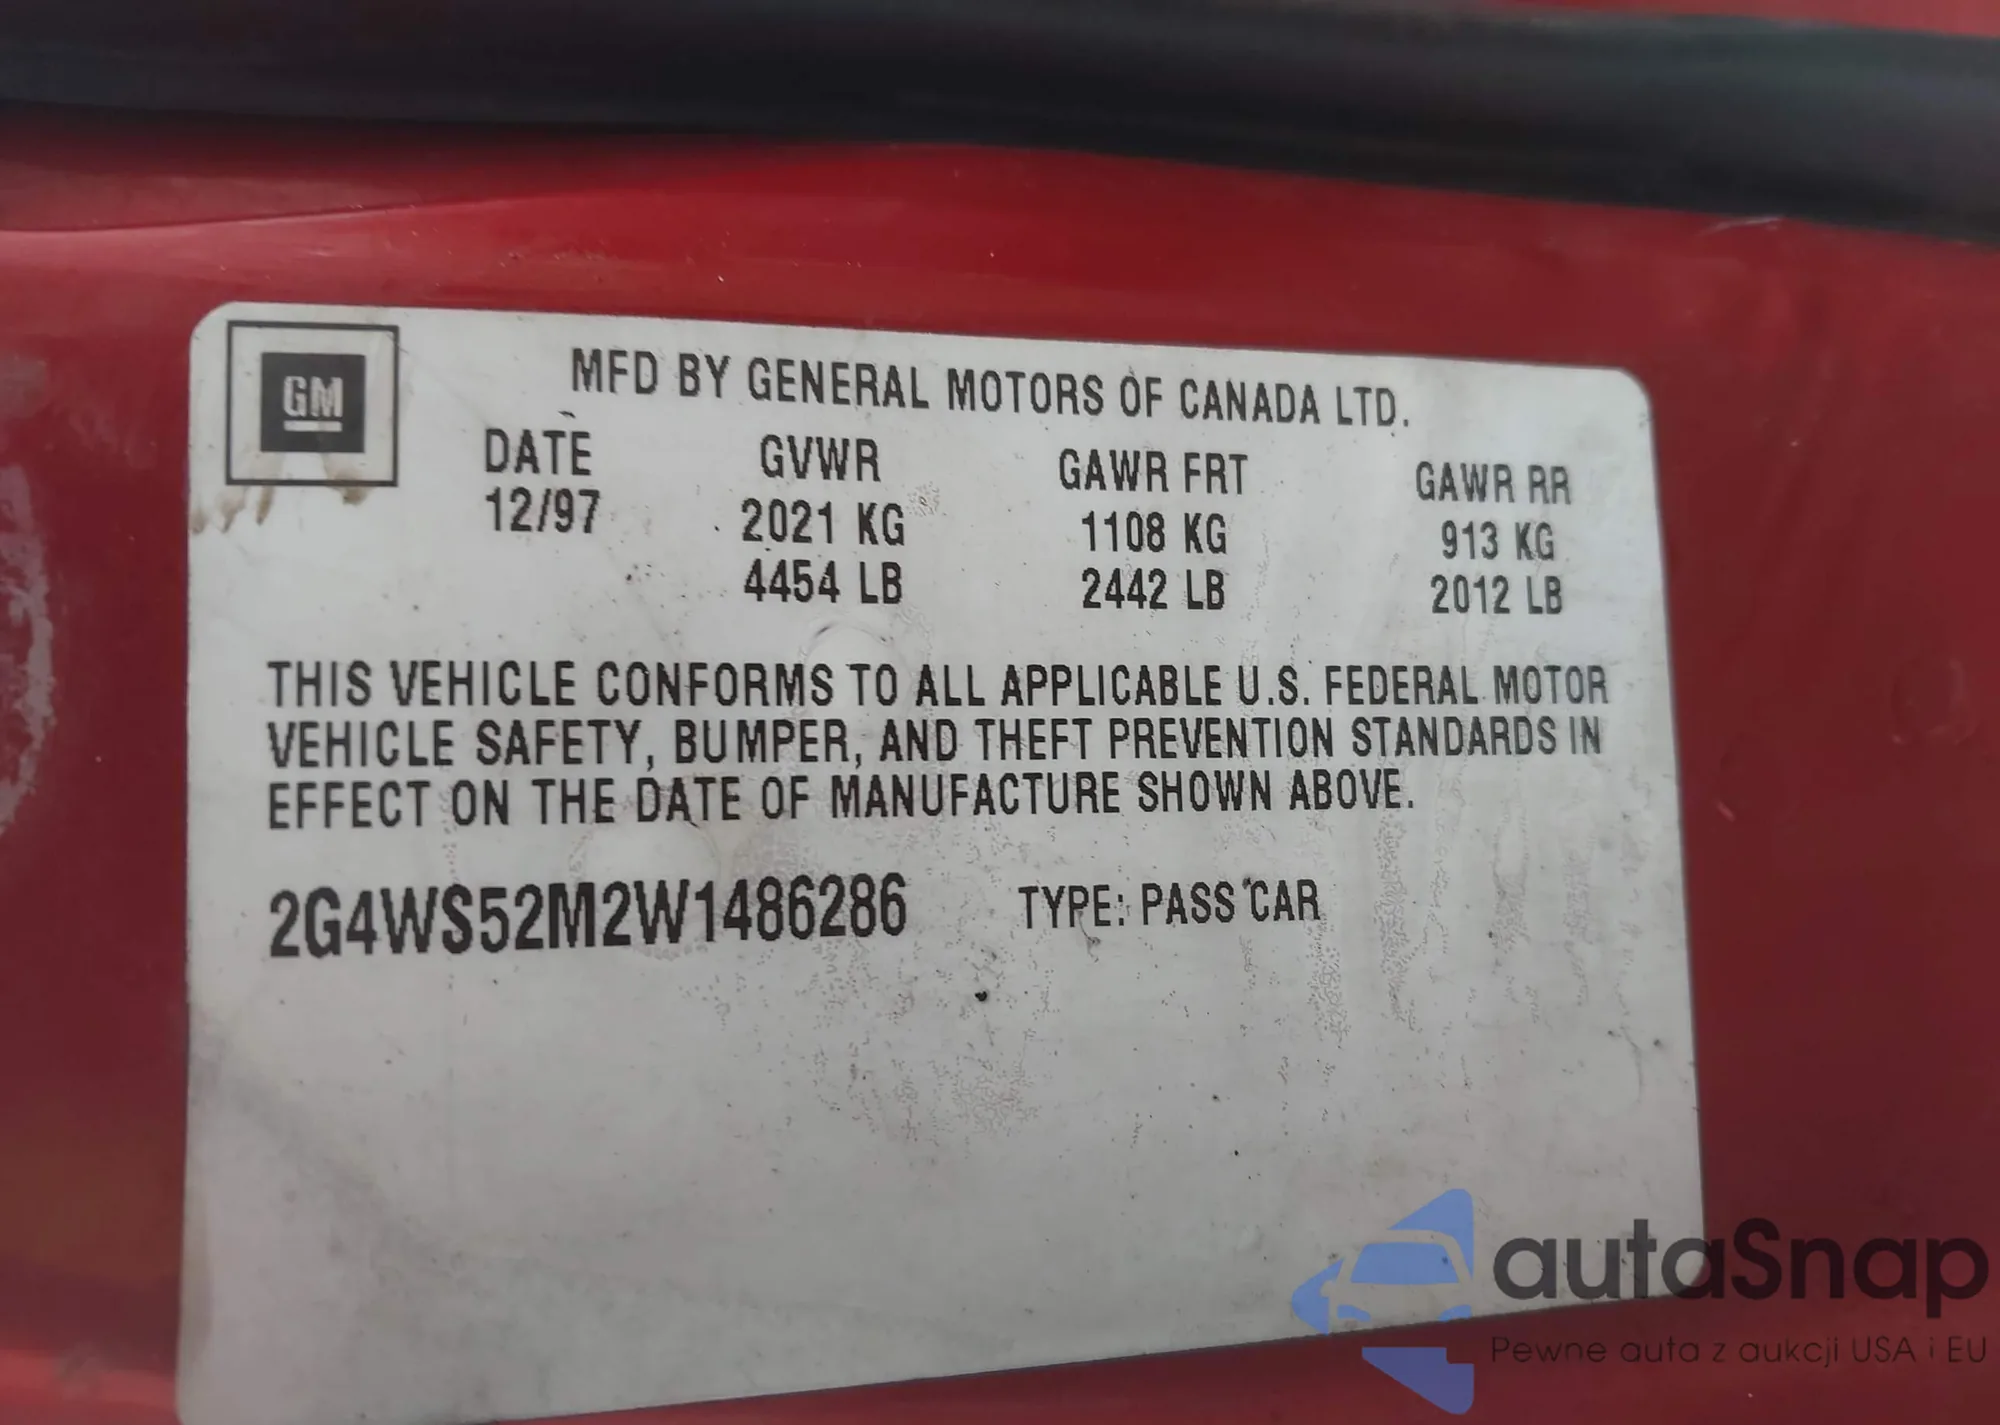 GM
MFD BY GENERAL MOTORS OF CANADA LTD.
DATE GVWR GAWR FRT GAWR RR
12/97 2021 KG 1108 KG 913 KG
4454 LB 2442 LB 2012 LB
THIS VEHICLE CONFORMS TO ALL APPLICABLE U.S. FEDERAL MOTOR
VEHICLE SAFETY, BUMPER, AND THEFT PREVENTION STANDARDS IN
EFFECT ON THE DATE OF MANUFACTURE SHOWN ABOVE.
2G4WS52M2W1486286 TYPE: PASS CAR
autaSnap
Pewne auta z aukcji USA i EU